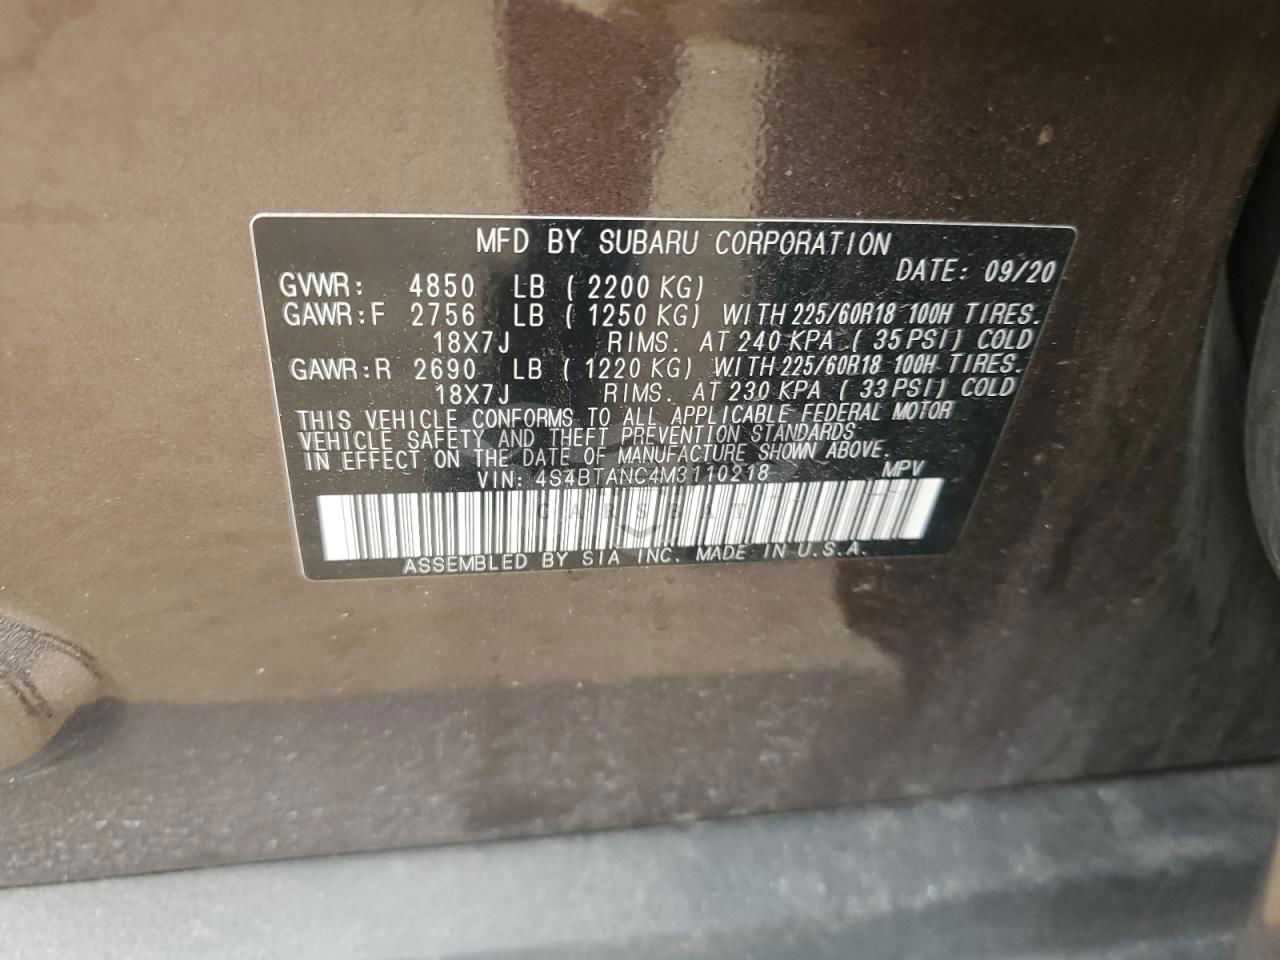 MFD BY SUBARU CORPORATION
DATE: 09/20
GVWR: 4850 LB ( 2200 KG)
GAWR:F 2756 LB ( 1250 KG) WITH 225/60R18 100H TIRES.
18X7J RIMS. AT 240 KPA ( 35 PSI) COLD
GAWR:R 2690 LB ( 1220 KG) WITH 225/60R18 100H TIRES.
18X7J RIMS. AT 230 KPA ( 33 PSI) COLD
THIS VEHICLE CONFORMS TO ALL APPLICABLE FEDERAL MOTOR
VEHICLE SAFETY AND THEFT PREVENTION STANDARDS
IN EFFECT ON THE DATE OF MANUFACTURE SHOWN ABOVE.
VIN: 4S4BTANC4M3110218 MPV
ASSEMBLED BY SIA INC. MADE IN U.S.A.